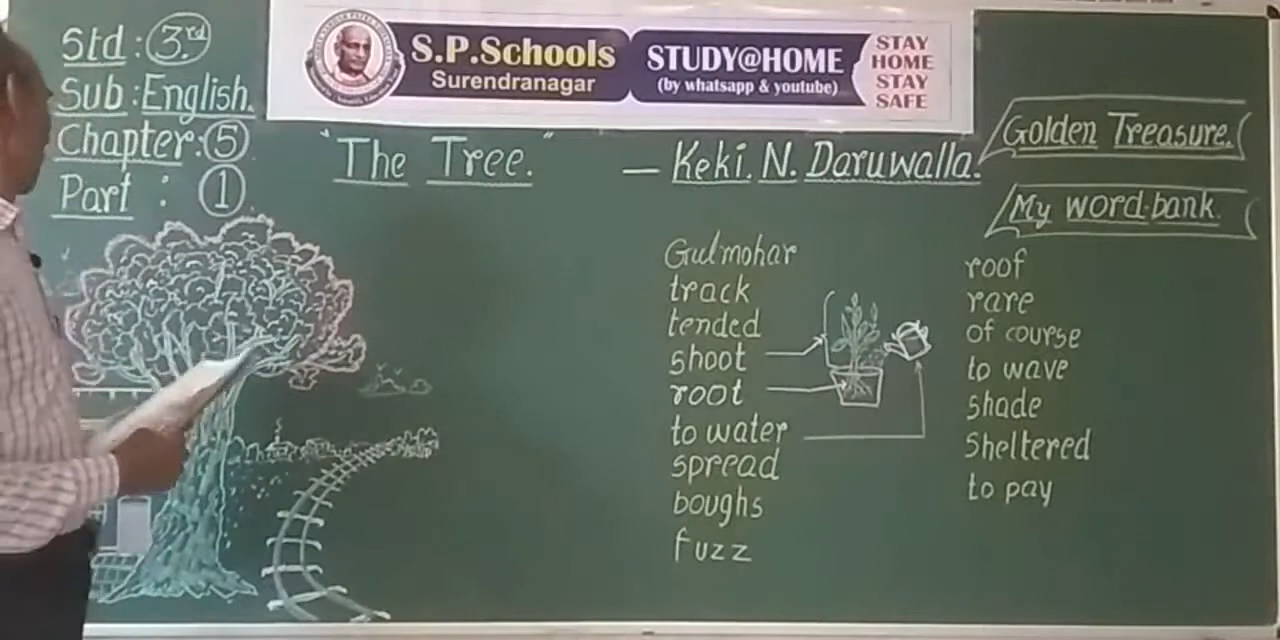 Std : 3rd
Sub : English.
Chapter : 5
Part : 1
S.P.Schools
Surendranagar
STUDY@HOME
(by whatsapp & youtube)
STAY
HOME
STAY
SAFE
"The Tree."
— Keki. N. Daruwalla.
Golden Treasure.
My word-bank.
Gulmohar
track
tended
shoot
root
to water
spread
boughs
fuzz
roof
rare
of course
to wave
shade
Sheltered
to pay